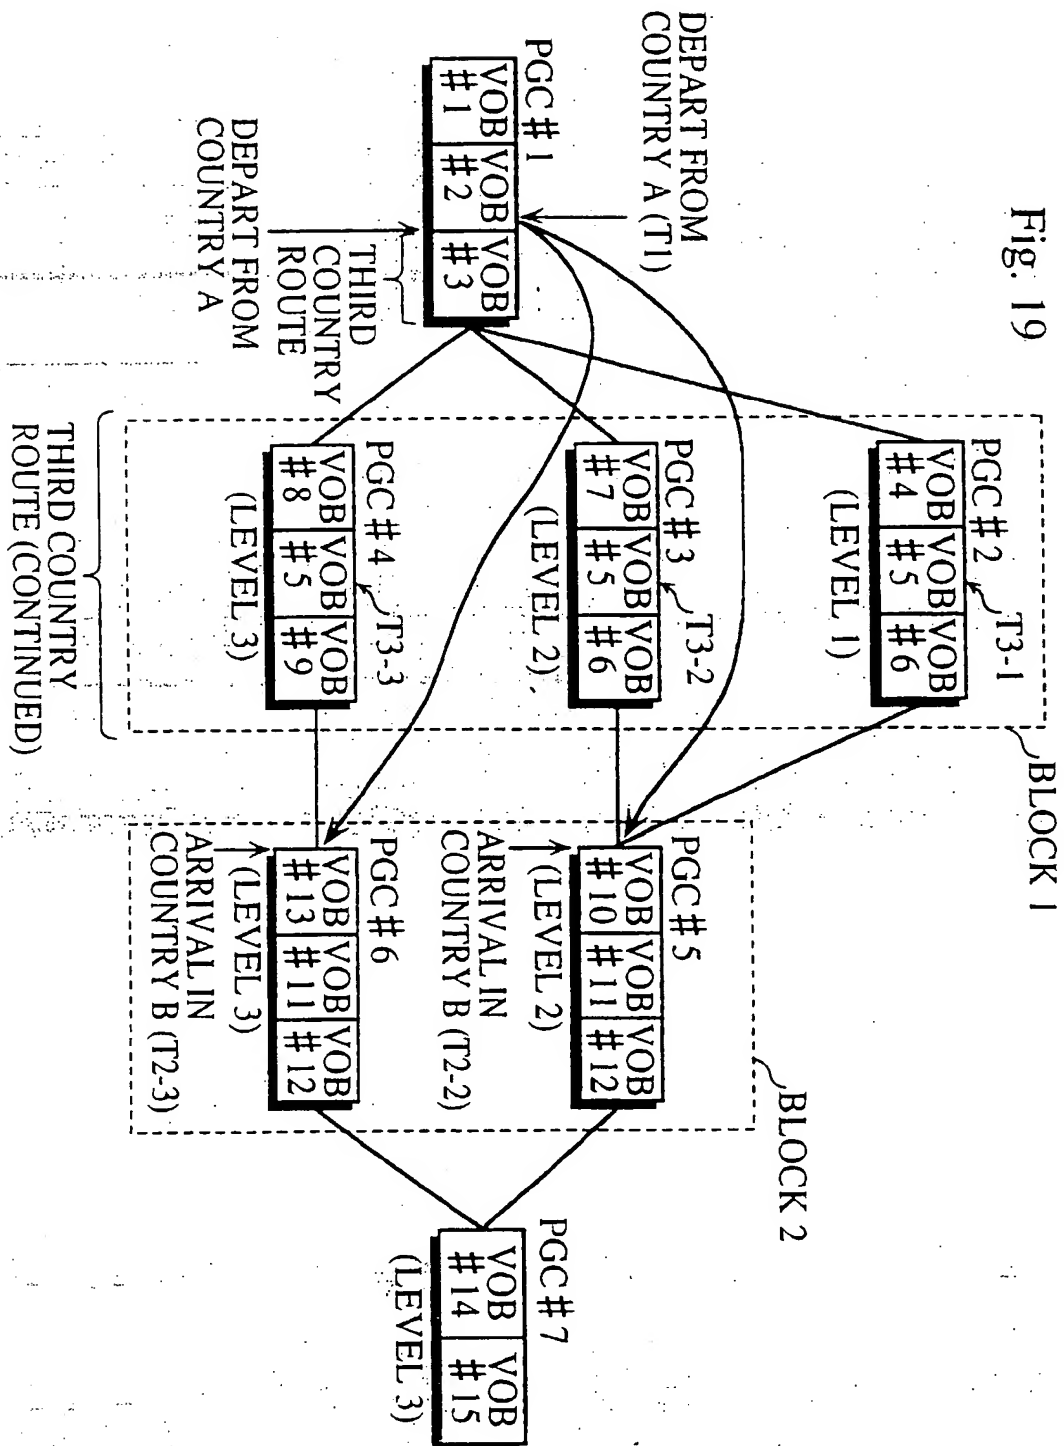 Fig. 19
DEPART FROM
COUNTRY A (T1)
PGC #1
VOB VOB VOB
#1 #2 #3
THIRD
COUNTRY
ROUTE
DEPART FROM
COUNTRY A
BLOCK 1
PGC #2
T3-1
VOB VOB VOB
#4 #5 #6
(LEVEL 1)
PGC #3
T3-2
VOB VOB VOB
#7 #5 #6
(LEVEL 2)
PGC #4
T3-3
VOB VOB VOB
#8 #5 #9
(LEVEL 3)
THIRD COUNTRY
ROUTE (CONTINUED)
BLOCK 2
PGC #5
VOB VOB VOB
#10 #11 #12
(LEVEL 2)
ARRIVAL IN
COUNTRY B (T2-2)
PGC #6
VOB VOB VOB
#13 #11 #12
(LEVEL 3)
ARRIVAL IN
COUNTRY B (T2-3)
PGC #7
VOB VOB
#14 #15
(LEVEL 3)